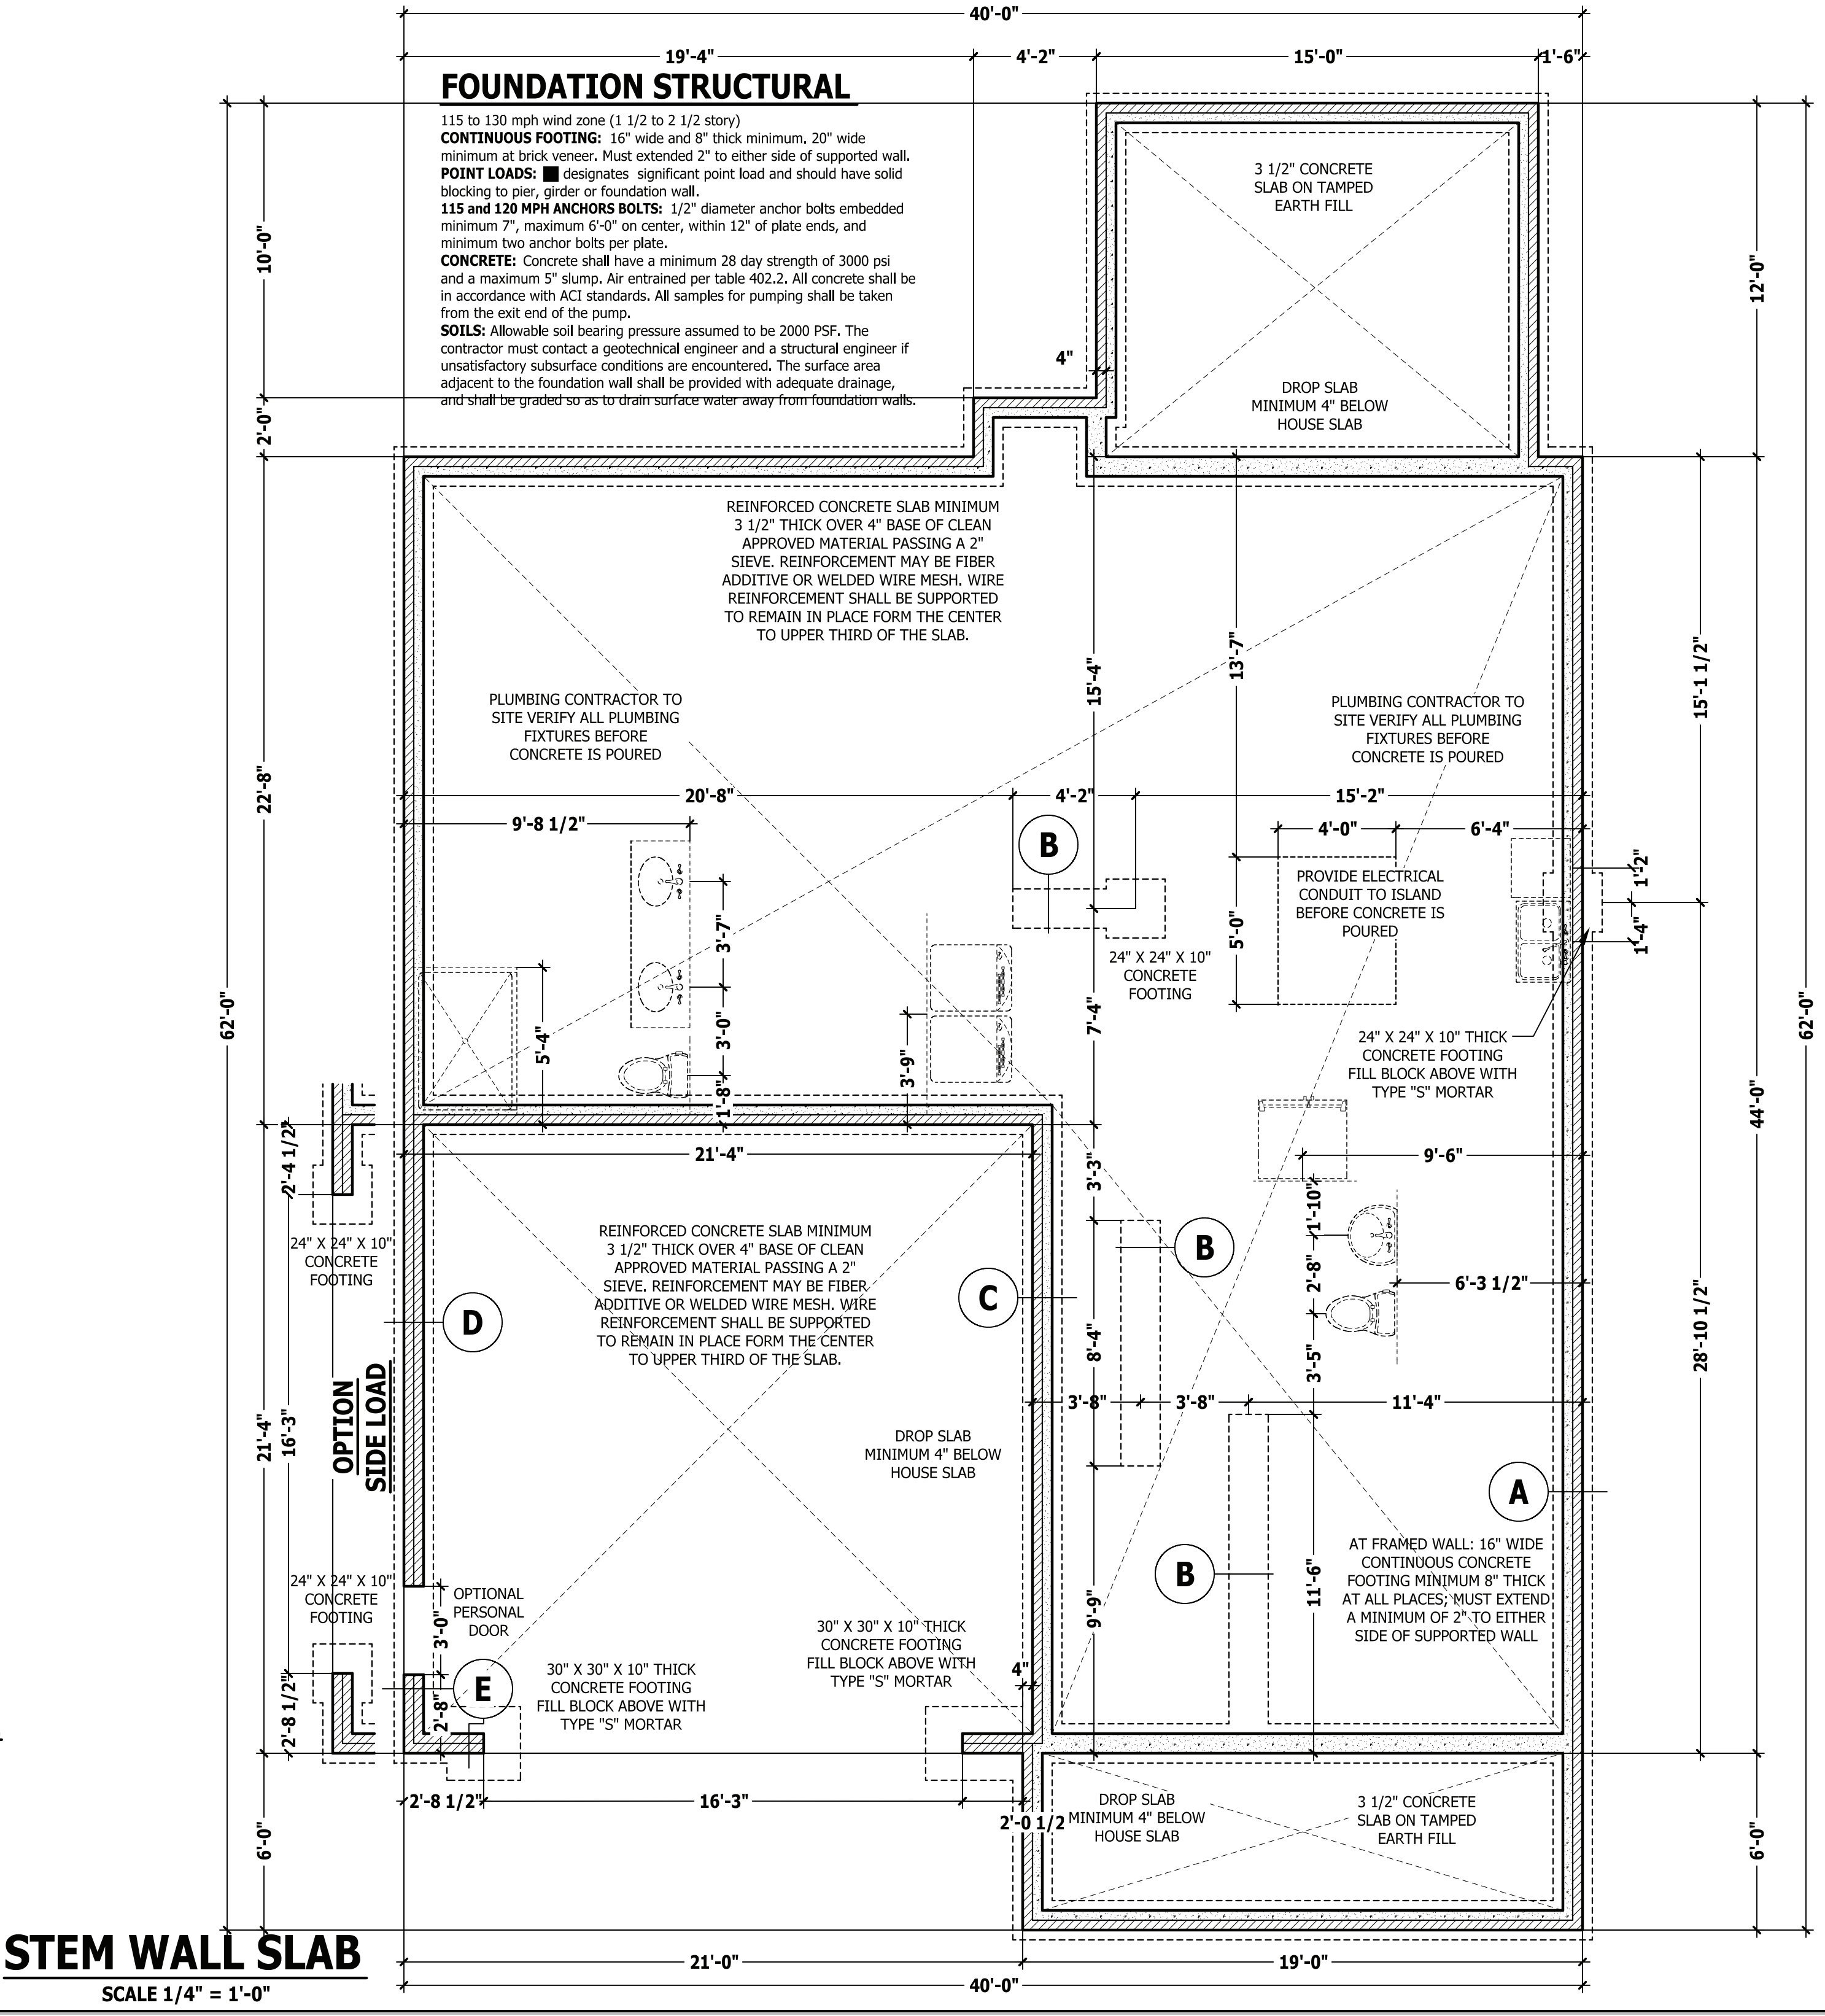 40'-0"
19'-4"
4'-2"
15'-0"
1'-6"
FOUNDATION STRUCTURAL
115 to 130 mph wind zone (1 1/2 to 2 1/2 story)
CONTINUOUS FOOTING: 16" wide and 8" thick minimum. 20" wide
minimum at brick veneer. Must extended 2" to either side of supported wall.
POINT LOADS: ■ designates significant point load and should have solid
blocking to pier, girder or foundation wall.
115 and 120 MPH ANCHORS BOLTS: 1/2" diameter anchor bolts embedded
minimum 7", maximum 6'-0" on center, within 12" of plate ends, and
minimum two anchor bolts per plate.
CONCRETE: Concrete shall have a minimum 28 day strength of 3000 psi
and a maximum 5" slump. Air entrained per table 402.2. All concrete shall be
in accordance with ACI standards. All samples for pumping shall be taken
from the exit end of the pump.
SOILS: Allowable soil bearing pressure assumed to be 2000 PSF. The
contractor must contact a geotechnical engineer and a structural engineer if
unsatisfactory subsurface conditions are encountered. The surface area
adjacent to the foundation wall shall be provided with adequate drainage,
and shall be graded so as to drain surface water away from foundation walls.
3 1/2" CONCRETE
SLAB ON TAMPED
EARTH FILL
10'-0"
12'-0"
4"
DROP SLAB
MINIMUM 4" BELOW
HOUSE SLAB
2'-0"
REINFORCED CONCRETE SLAB MINIMUM
3 1/2" THICK OVER 4" BASE OF CLEAN
APPROVED MATERIAL PASSING A 2"
SIEVE. REINFORCEMENT MAY BE FIBER
ADDITIVE OR WELDED WIRE MESH. WIRE
REINFORCEMENT SHALL BE SUPPORTED
TO REMAIN IN PLACE FORM THE CENTER
TO UPPER THIRD OF THE SLAB.
13'-7"
15'-4"
15'-1 1/2"
PLUMBING CONTRACTOR TO
SITE VERIFY ALL PLUMBING
FIXTURES BEFORE
CONCRETE IS POURED
PLUMBING CONTRACTOR TO
SITE VERIFY ALL PLUMBING
FIXTURES BEFORE
CONCRETE IS POURED
22'-8"
20'-8"
4'-2"
15'-2"
9'-8 1/2"
4'-0"
6'-4"
B
1'-2"
PROVIDE ELECTRICAL
CONDUIT TO ISLAND
BEFORE CONCRETE IS
POURED
3'-7"
5'-0"
1'-4"
24" X 24" X 10"
CONCRETE
FOOTING
62'-0"
62'-0"
7'-4"
3'-0"
5'-4"
3'-9"
24" X 24" X 10" THICK
CONCRETE FOOTING
FILL BLOCK ABOVE WITH
TYPE "S" MORTAR
1'-8"
44'-0"
2'-4 1/2"
21'-4"
3'-3"
9'-6"
1'-10"
24" X 24" X 10"
CONCRETE
FOOTING
REINFORCED CONCRETE SLAB MINIMUM
3 1/2" THICK OVER 4" BASE OF CLEAN
APPROVED MATERIAL PASSING A 2"
SIEVE. REINFORCEMENT MAY BE FIBER
ADDITIVE OR WELDED WIRE MESH. WIRE
REINFORCEMENT SHALL BE SUPPORTED
TO REMAIN IN PLACE FORM THE CENTER
TO UPPER THIRD OF THE SLAB.
B
2'-8"
6'-3 1/2"
C
D
28'-10 1/2"
8'-4"
3'-5"
OPTION
SIDE LOAD
3'-8"
3'-8"
11'-4"
21'-4"
16'-3"
DROP SLAB
MINIMUM 4" BELOW
HOUSE SLAB
A
B
11'-6"
AT FRAMED WALL: 16" WIDE
CONTINUOUS CONCRETE
FOOTING MINIMUM 8" THICK
AT ALL PLACES; MUST EXTEND
A MINIMUM OF 2" TO EITHER
SIDE OF SUPPORTED WALL
24" X 24" X 10"
CONCRETE
FOOTING
OPTIONAL
PERSONAL
DOOR
3'-0"
9'-9"
30" X 30" X 10" THICK
CONCRETE FOOTING
FILL BLOCK ABOVE WITH
TYPE "S" MORTAR
4"
E
30" X 30" X 10" THICK
CONCRETE FOOTING
FILL BLOCK ABOVE WITH
TYPE "S" MORTAR
2'-8 1/2"
2'-8"
2'-8 1/2"
16'-3"
2'-0 1/2
DROP SLAB
MINIMUM 4" BELOW
HOUSE SLAB
3 1/2" CONCRETE
SLAB ON TAMPED
EARTH FILL
6'-0"
6'-0"
STEM WALL SLAB
SCALE 1/4" = 1'-0"
21'-0"
19'-0"
40'-0"